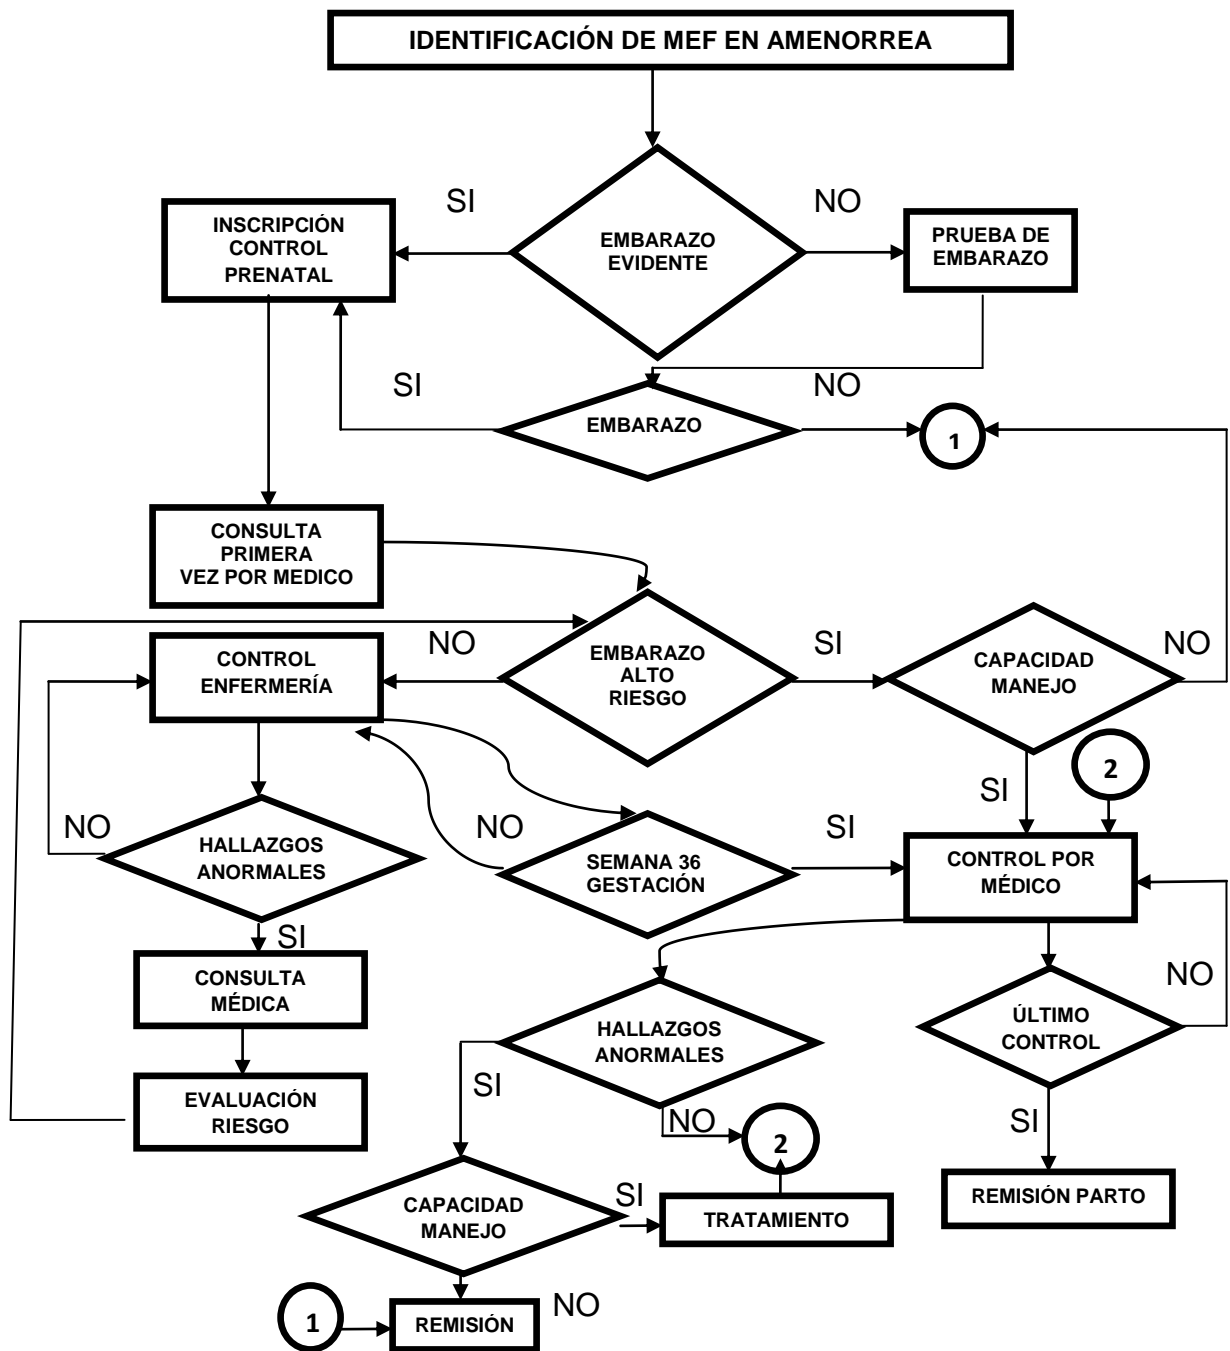 IDENTIFICACIÓN DE MEF EN AMENORREA
SI
NO
INSCRIPCIÓN
CONTROL
PRENATAL
EMBARAZO
EVIDENTE
PRUEBA DE
EMBARAZO
SI
NO
EMBARAZO
1
CONSULTA
PRIMERA
VEZ POR MEDICO
NO
SI
NO
CONTROL
ENFERMERÍA
EMBARAZO
ALTO
RIESGO
CAPACIDAD
MANEJO
2
SI
NO
NO
SI
HALLAZGOS
ANORMALES
SEMANA 36
GESTACIÓN
CONTROL POR
MÉDICO
SI
CONSULTA
MÉDICA
NO
HALLAZGOS
ANORMALES
ÚLTIMO
CONTROL
SI
EVALUACIÓN
RIESGO
NO
2
SI
CAPACIDAD
MANEJO
SI
TRATAMIENTO
REMISIÓN PARTO
1
REMISIÓN
NO